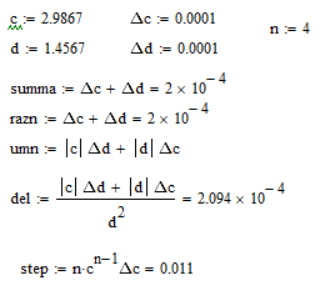 c := 2.9867 Δc := 0.0001 n := 4
d := 1.4567 Δd := 0.0001
summa := Δc + Δd = 2 × 10^-4
razn := Δc + Δd = 2 × 10^-4
umn := |c| Δd + |d| Δc
del := (|c| Δd + |d| Δc) / d^2 = 2.094 × 10^-4
step := n·c^(n-1) Δc = 0.011